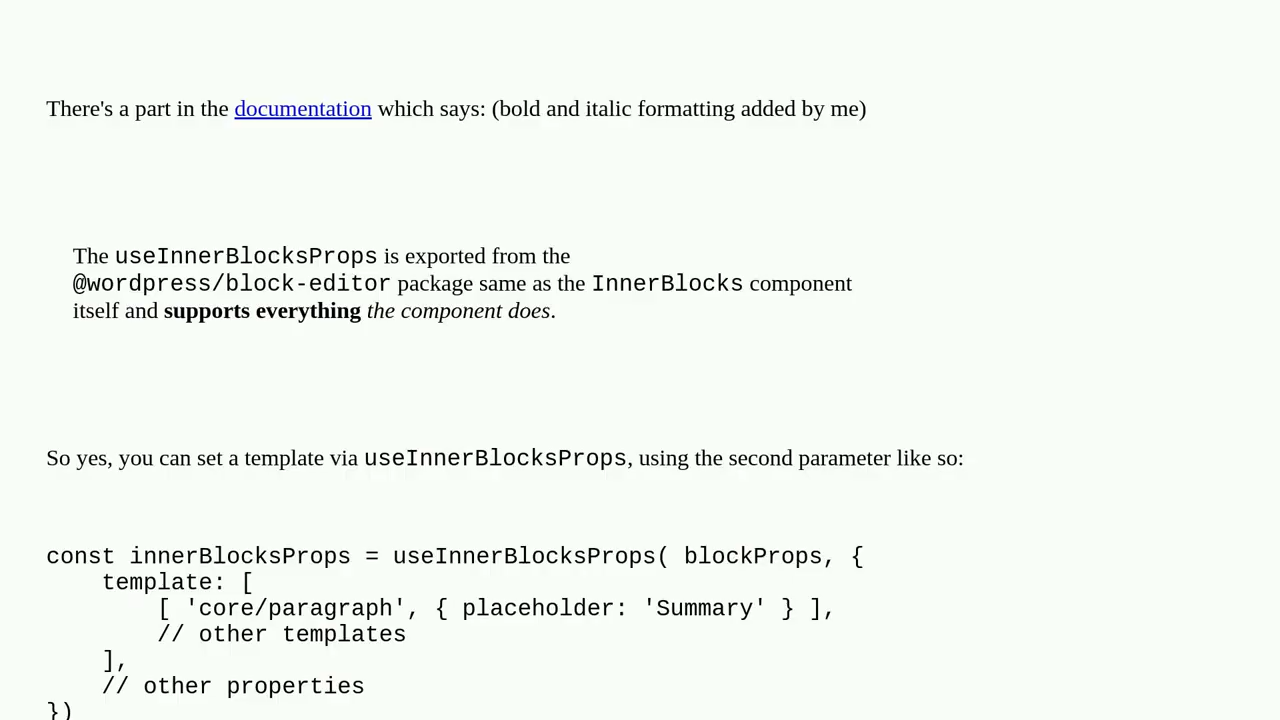 There's a part in the documentation which says: (bold and italic formatting added by me)
The useInnerBlocksProps is exported from the
@wordpress/block-editor package same as the InnerBlocks component
itself and supports everything the component does.
So yes, you can set a template via useInnerBlocksProps, using the second parameter like so:
const innerBlocksProps = useInnerBlocksProps( blockProps, {
    template: [
        [ 'core/paragraph', { placeholder: 'Summary' } ],
        // other templates
    ],
    // other properties
})